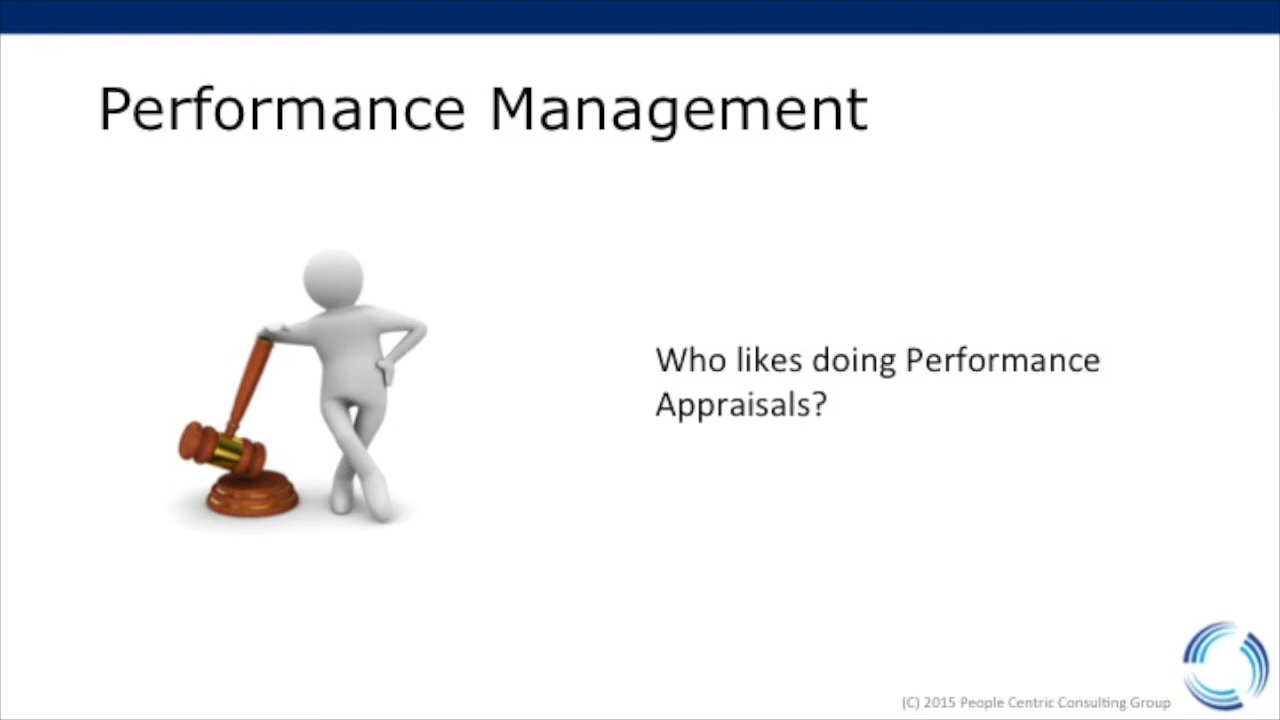 Performance Management
Who likes doing Performance
Appraisals?
(C) 2015 People Centric Consulting Group